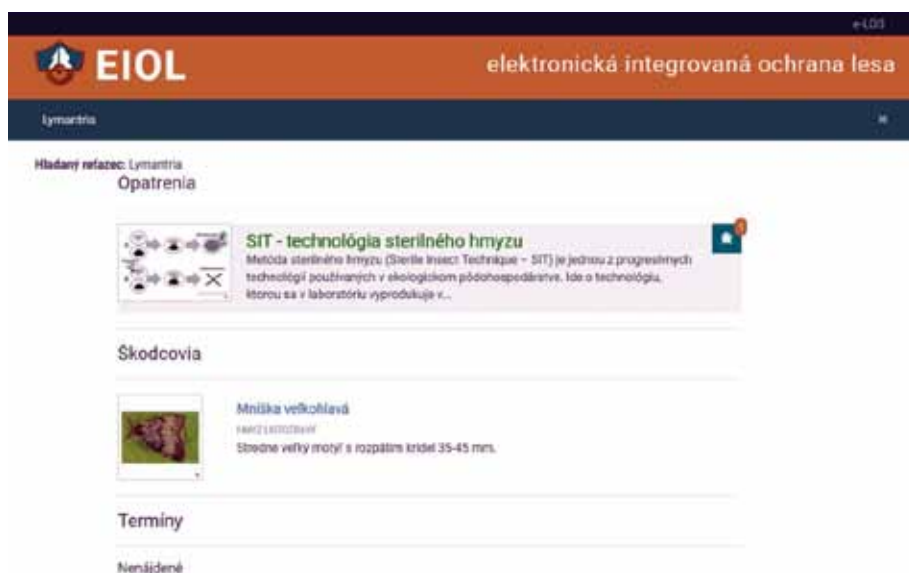 e-LOS
EIOL
elektronická integrovaná ochrana lesa
Lymantria
Hľadaný reťazec: Lymantria
Opatrenia
SIT - technológia sterilného hmyzu
Metóda sterilného hmyzu (Sterile Insect Technique – SIT) je jednou z progresívnych
technológií používaných v ekologickom pôdohospodárstve. Ide o technológiu,
ktorou sa v laboratóriu vyprodukuje v...
Škodcovia
Mníška veľkohlavá
Stredne veľký motýľ s rozpätím krídel 35-45 mm.
Termíny
Nenájdené